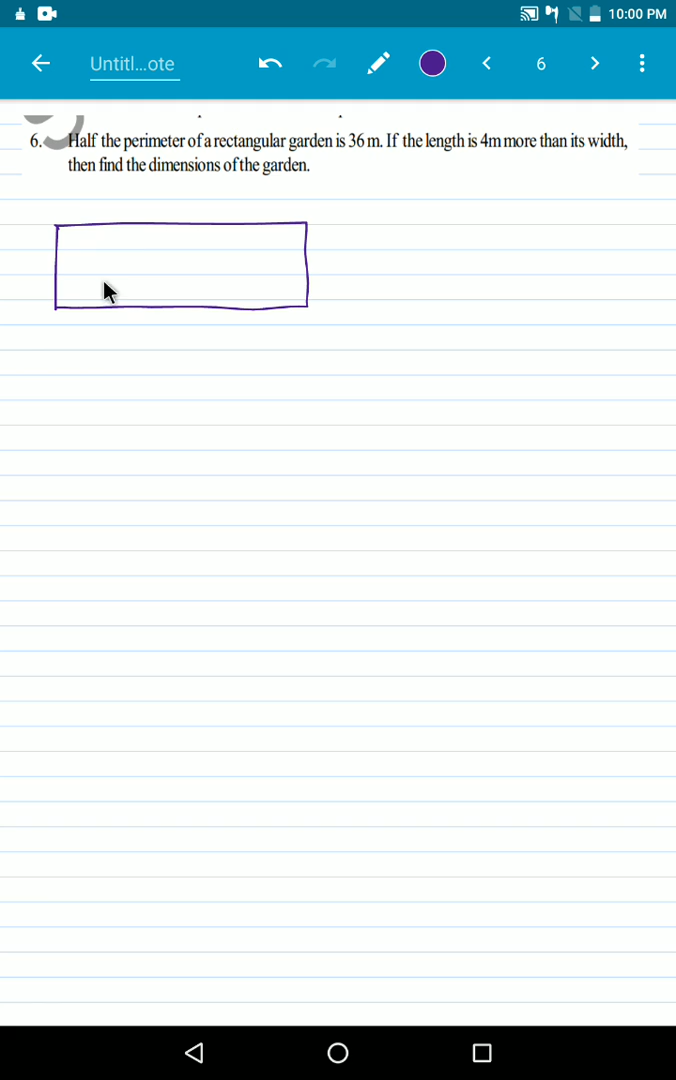 10:00 PM
Untitl...ote
6
6. Half the perimeter of a rectangular garden is 36 m. If the length is 4m more than its width,
then find the dimensions of the garden.